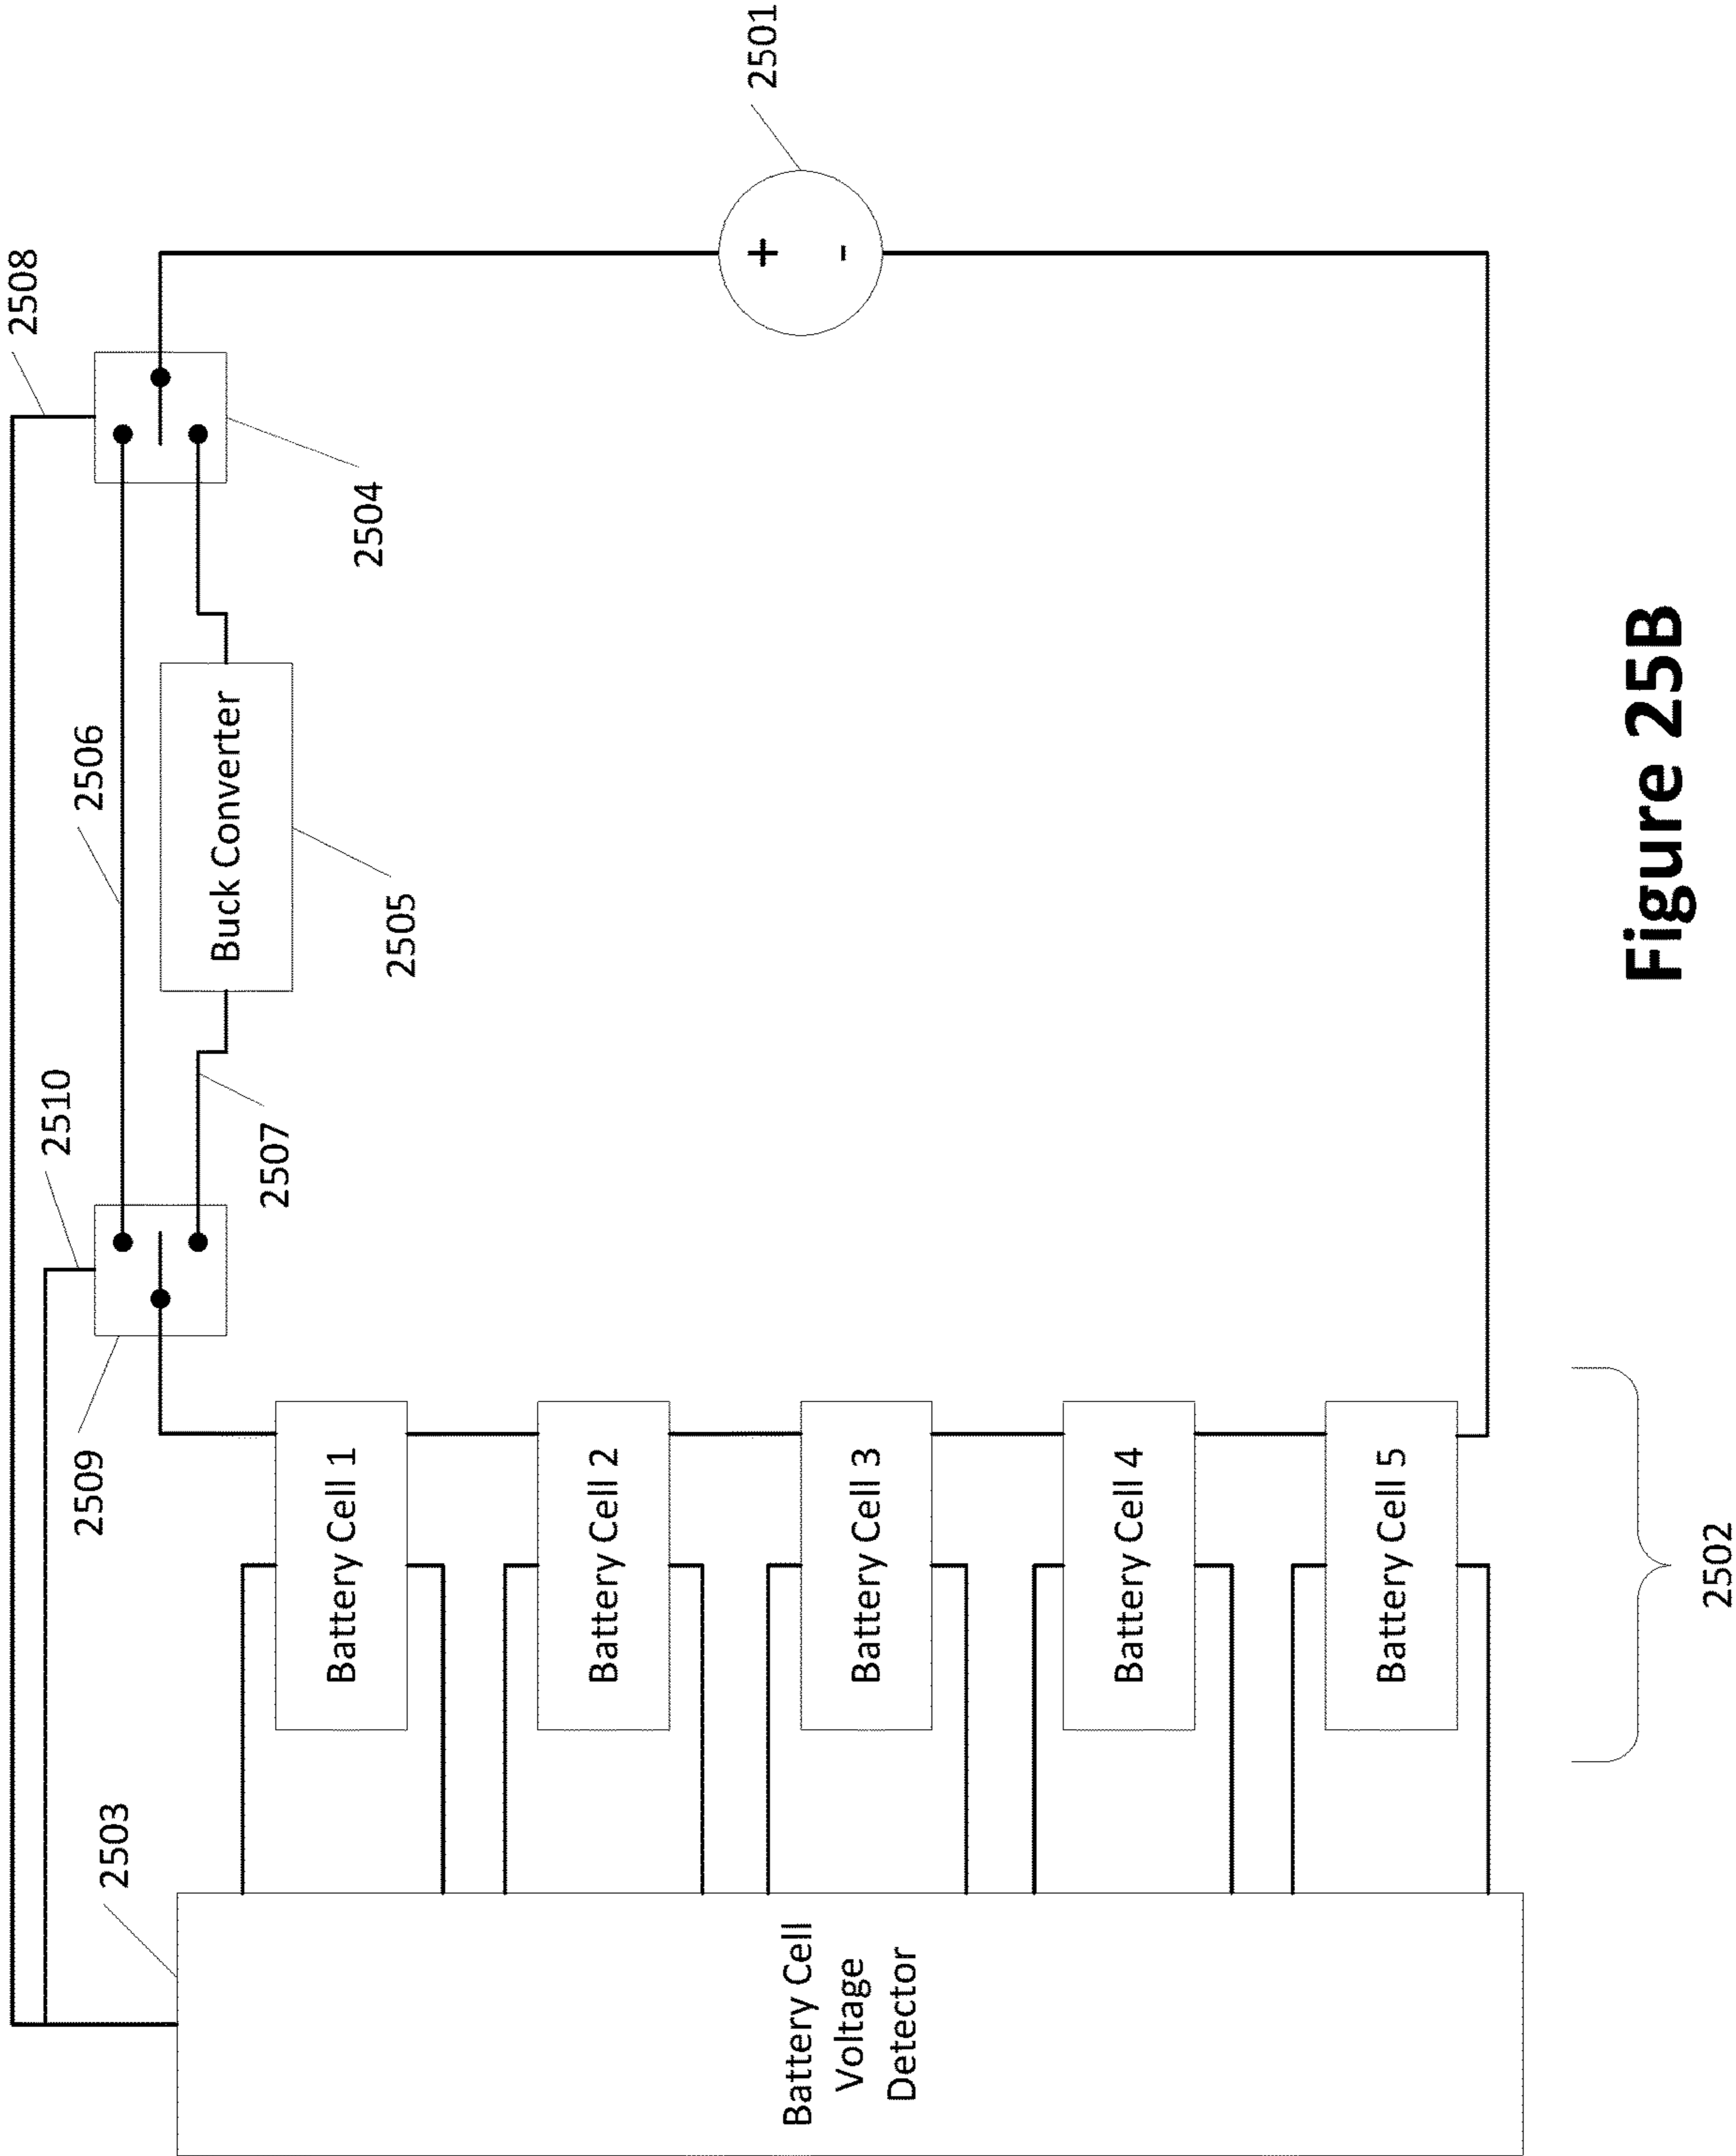 2501
2508
2504
2506
Buck Converter
2505
2510
2507
2509
Battery Cell 1
Battery Cell 2
Battery Cell 3
Battery Cell 4
Battery Cell 5
2502
2503
Battery Cell
Voltage
Detector
+
-
Figure 25B